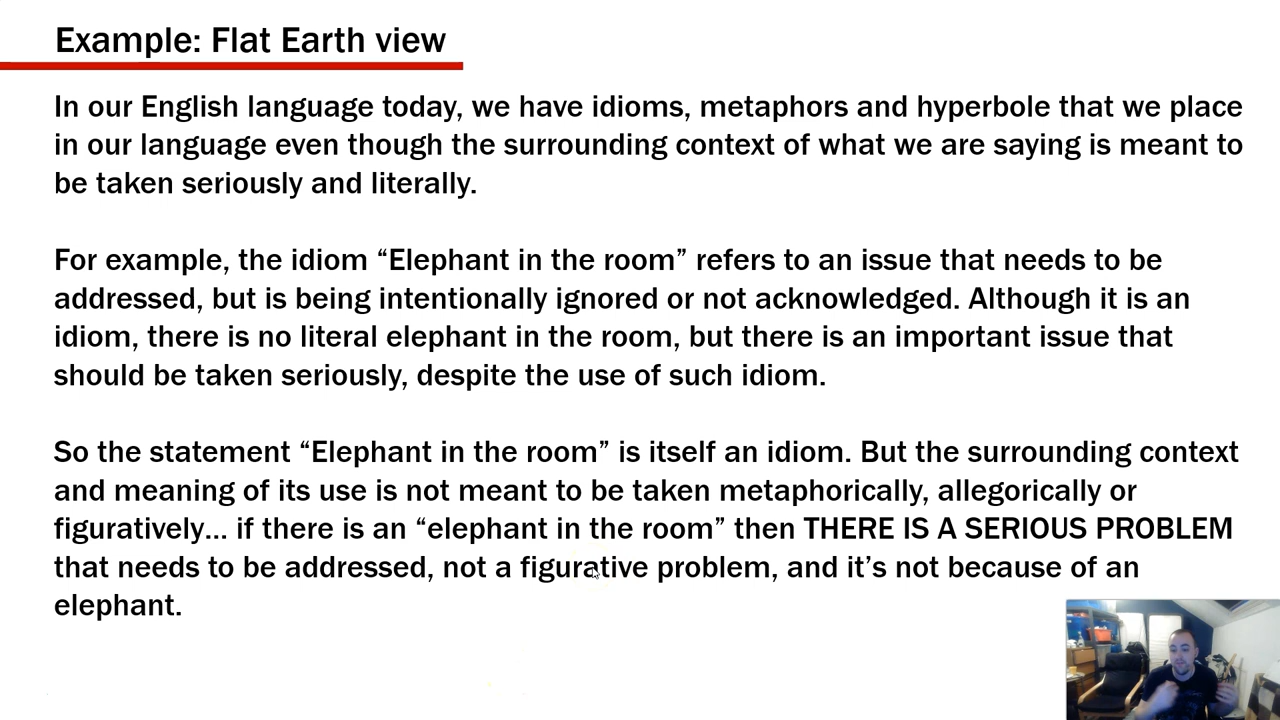 Example: Flat Earth view
In our English language today, we have idioms, metaphors and hyperbole that we place
in our language even though the surrounding context of what we are saying is meant to
be taken seriously and literally.
For example, the idiom “Elephant in the room” refers to an issue that needs to be
addressed, but is being intentionally ignored or not acknowledged. Although it is an
idiom, there is no literal elephant in the room, but there is an important issue that
should be taken seriously, despite the use of such idiom.
So the statement “Elephant in the room” is itself an idiom. But the surrounding context
and meaning of its use is not meant to be taken metaphorically, allegorically or
figuratively... if there is an “elephant in the room” then THERE IS A SERIOUS PROBLEM
that needs to be addressed, not a figurative problem, and it’s not because of an
elephant.